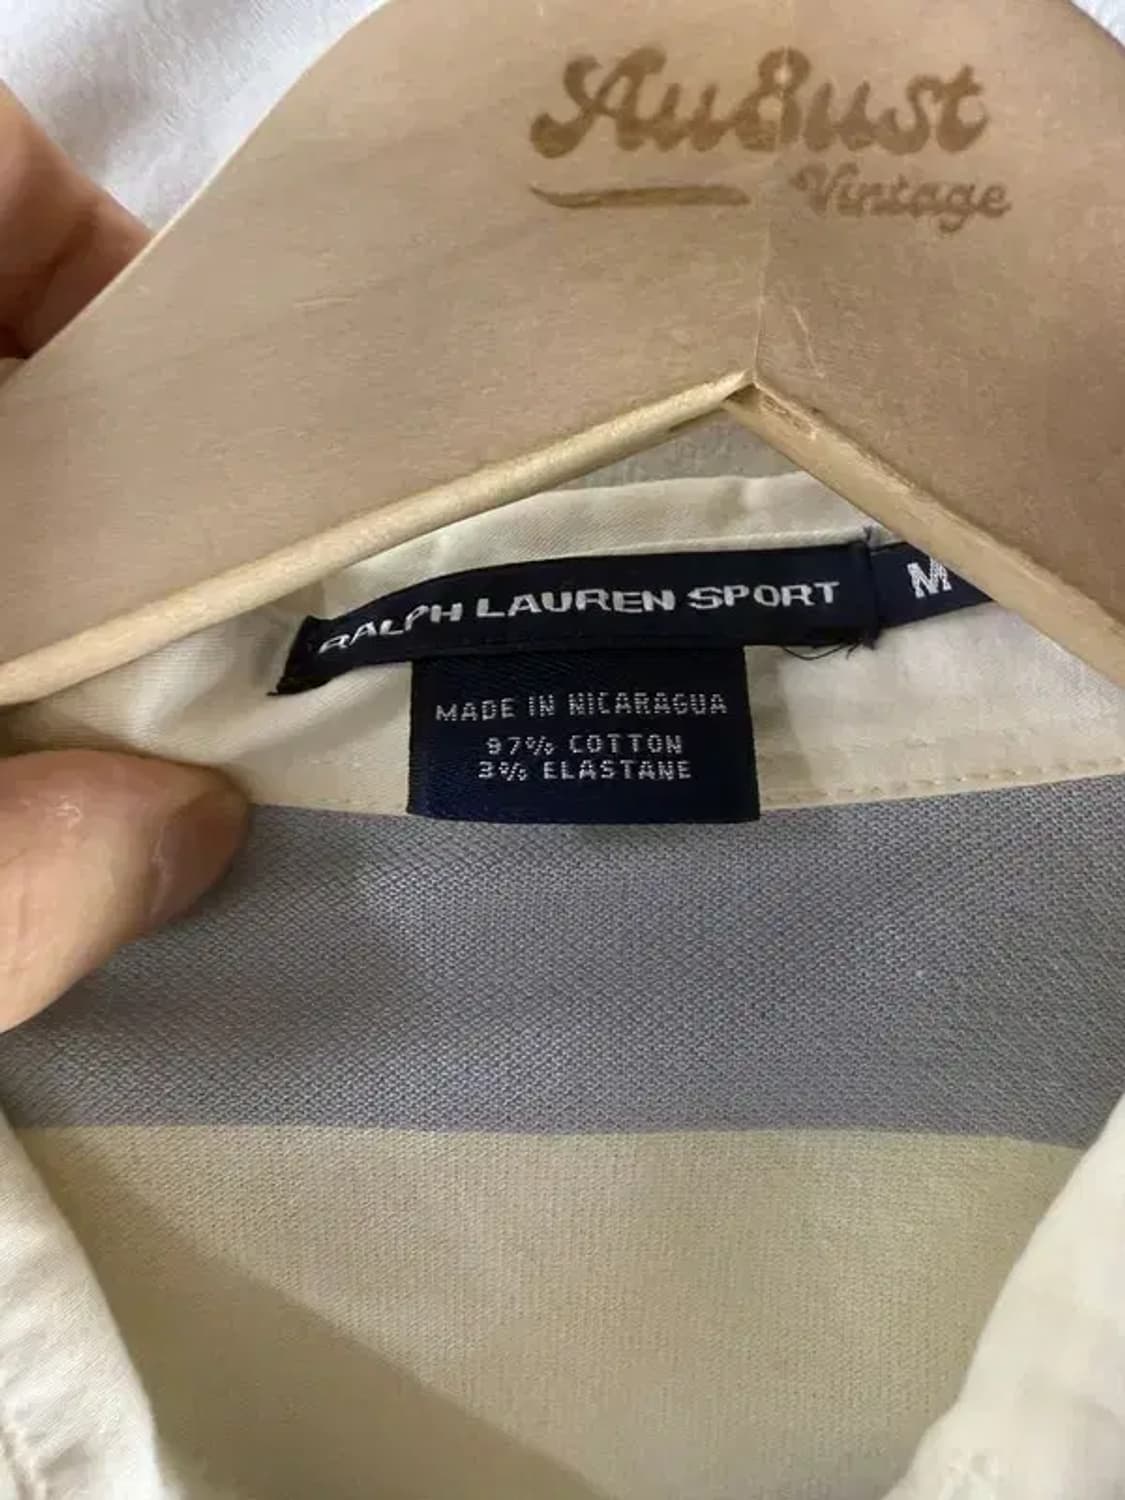 August
Vintage
RALPH LAUREN SPORT
M
MADE IN NICARAGUA
97% COTTON
3% ELASTANE